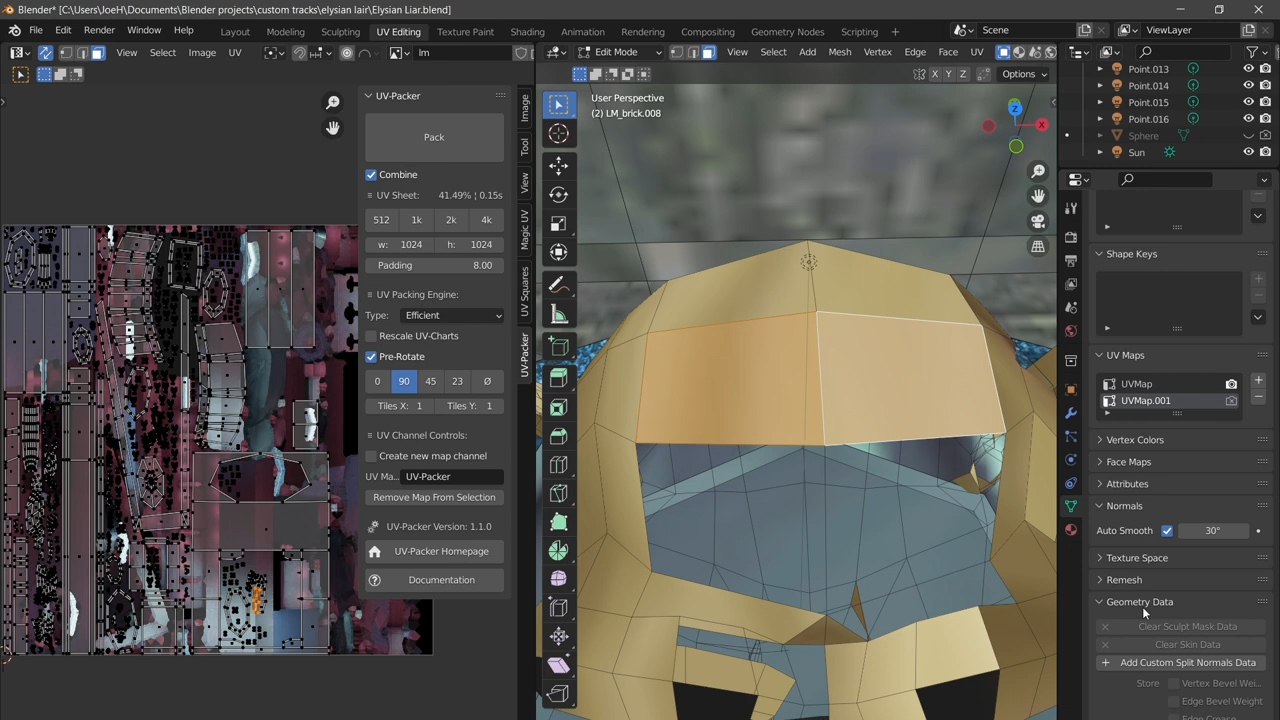 Blender* [C:\Users\JoeH\Documents\Blender projects\custom tracks\elysian lair\Elysian Liar.blend]
File Edit Render Window Help Layout Modeling Sculpting UV Editing Texture Paint Shading Animation Rendering Compositing Geometry Nodes Scripting + Scene ViewLayer
View Select Image UV lm
Edit Mode View Select Add Mesh Vertex Edge Face UV
X Y Z Options
User Perspective
(2) LM_brick.008
Z
X
UV-Packer
Pack
Combine
UV Sheet: 41.49% ¦ 0.15s
512 1k 2k 4k
w: 1024 h: 1024
Padding 8.00
UV Packing Engine:
Type: Efficient
Rescale UV-Charts
Pre-Rotate
0 90 45 23 Ø
Tiles X: 1 Tiles Y: 1
UV Channel Controls:
Create new map channel
UV Ma... UV-Packer
Remove Map From Selection
UV-Packer Version: 1.1.0
UV-Packer Homepage
Documentation
Image
Tool
View
Magic UV
UV Squares
UV-Packer
Point.013
Point.014
Point.015
Point.016
Sphere
Sun
Shape Keys
UV Maps
UVMap
UVMap.001
Vertex Colors
Face Maps
Attributes
Normals
Auto Smooth 30°
Texture Space
Remesh
Geometry Data
Clear Sculpt Mask Data
Clear Skin Data
Add Custom Split Normals Data
Store Vertex Bevel Wei...
Edge Bevel Weight
Edge Crease